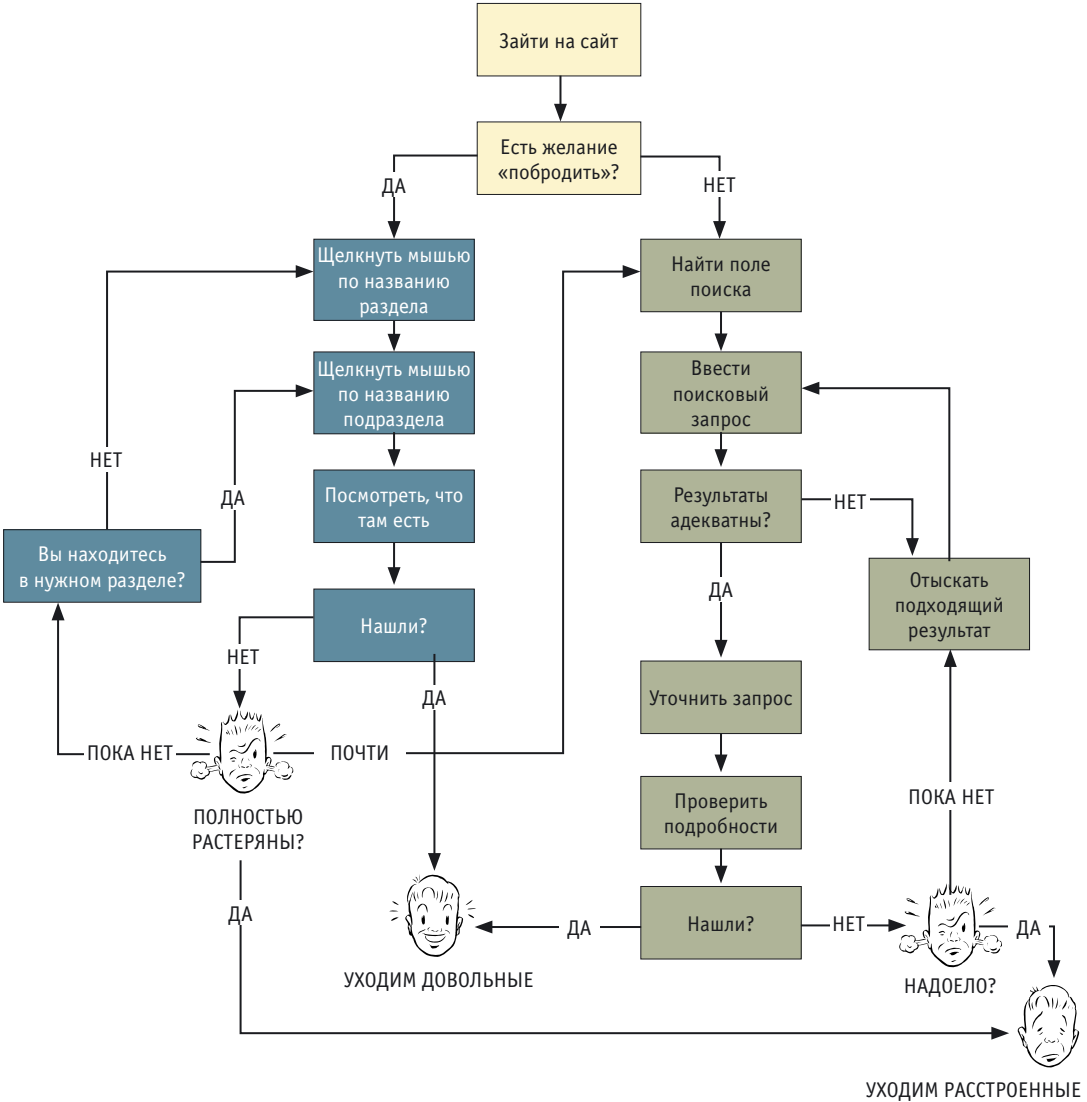 Зайти на сайт
Есть желание
«побродить»?
ДА
НЕТ
Щелкнуть мышью
по названию
раздела
Найти поле
поиска
Щелкнуть мышью
по названию
подраздела
Ввести
поисковый
запрос
НЕТ
ДА
Посмотреть, что
там есть
Результаты
адекватны?
НЕТ
Вы находитесь
в нужном разделе?
Отыскать
подходящий
результат
ДА
Нашли?
НЕТ
ДА
Уточнить запрос
ПОКА НЕТ
ПОЧТИ
ПОЛНОСТЬЮ
РАСТЕРЯНЫ?
Проверить
подробности
ПОКА НЕТ
ДА
ДА
Нашли?
НЕТ
ДА
УХОДИМ ДОВОЛЬНЫЕ
НАДОЕЛО?
УХОДИМ РАССТРОЕННЫЕ